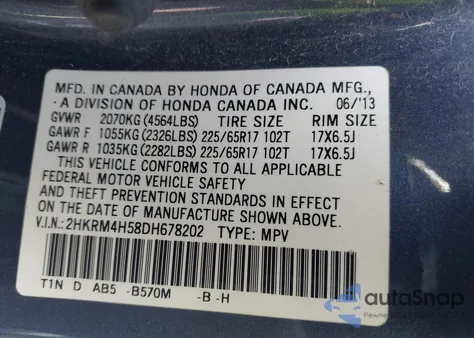 MFD. IN CANADA BY HONDA OF CANADA MFG.,
A DIVISION OF HONDA CANADA INC. 06/'13
GVWR 2070KG (4564LBS) TIRE SIZE RIM SIZE
GAWR F 1055KG (2326LBS) 225/65R17 102T 17X6.5J
GAWR R 1035KG (2282LBS) 225/65R17 102T 17X6.5J
THIS VEHICLE CONFORMS TO ALL APPLICABLE
FEDERAL MOTOR VEHICLE SAFETY
AND THEFT PREVENTION STANDARDS IN EFFECT
ON THE DATE OF MANUFACTURE SHOWN ABOVE.
V.I.N.: 2HKRM4H58DH678202 TYPE: MPV
T1N D AB5 -B570M -B-H
autoSnap